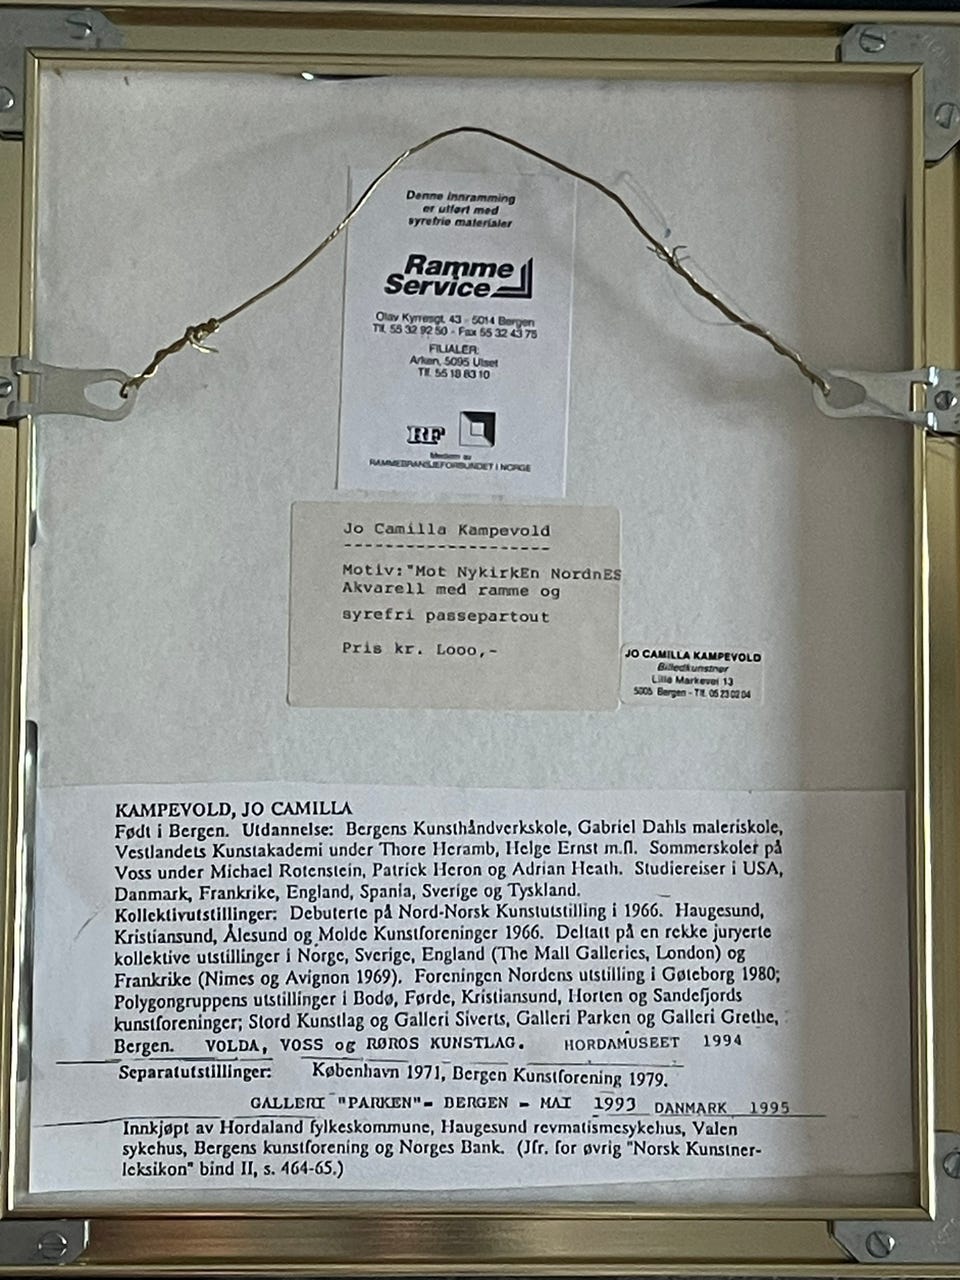 Denne innramming
er utført med
syrefrie materialer
Ramme
Service
Olav Kyrresgt. 43 - 5014 Bergen
Tlf. 55 32 92 50 - Fax 55 32 43 75
FILIALER:
Arken, 5095 Ulset
Tlf. 55 18 83 10
RF
Medlem av
RAMMEBRANSJEFORBUNDET I NORGE
Jo Camilla Kampevold
--------------------
Motiv:"Mot NykirkEn NordnES
Akvarell med ramme og
syrefri passepartout
Pris kr. Looo,-
JO CAMILLA KAMPEVOLD
Billedkunstner
Lille Markevei 13
5005 Bergen - Tlf. 05 23 02 04
KAMPEVOLD, JO CAMILLA
Født i Bergen. Utdannelse: Bergens Kunsthåndverkskole, Gabriel Dahls maleriskole,
Vestlandets Kunstakademi under Thore Heramb, Helge Ernst m.fl. Sommerskoler på
Voss under Michael Rotenstein, Patrick Heron og Adrian Heath. Studiereiser i USA,
Danmark, Frankrike, England, Spania, Sverige og Tyskland.
Kollektivutstillinger: Debuterte på Nord-Norsk Kunstutstilling i 1966. Haugesund,
Kristiansund, Ålesund og Molde Kunstforeninger 1966. Deltatt på en rekke juryerte
kollektive utstillinger i Norge, Sverige, England (The Mall Galleries, London) og
Frankrike (Nimes og Avignon 1969). Foreningen Nordens utstilling i Gøteborg 1980;
Polygongruppens utstillinger i Bodø, Førde, Kristiansund, Horten og Sandefjords
kunstforeninger; Stord Kunstlag og Galleri Siverts, Galleri Parken og Galleri Grethe,
Bergen. VOLDA, VOSS og RØROS KUNSTLAG. HORDAMUSEET 1994
Separatutstillinger: København 1971, Bergen Kunstforening 1979.
GALLERI "PARKEN"- BERGEN - MAI 1993 DANMARK 1995
Innkjøpt av Hordaland fylkeskommune, Haugesund revmatismesykehus, Valen
sykehus, Bergens kunstforening og Norges Bank. (Jfr. for øvrig "Norsk Kunstner-
leksikon" bind II, s. 464-65.)